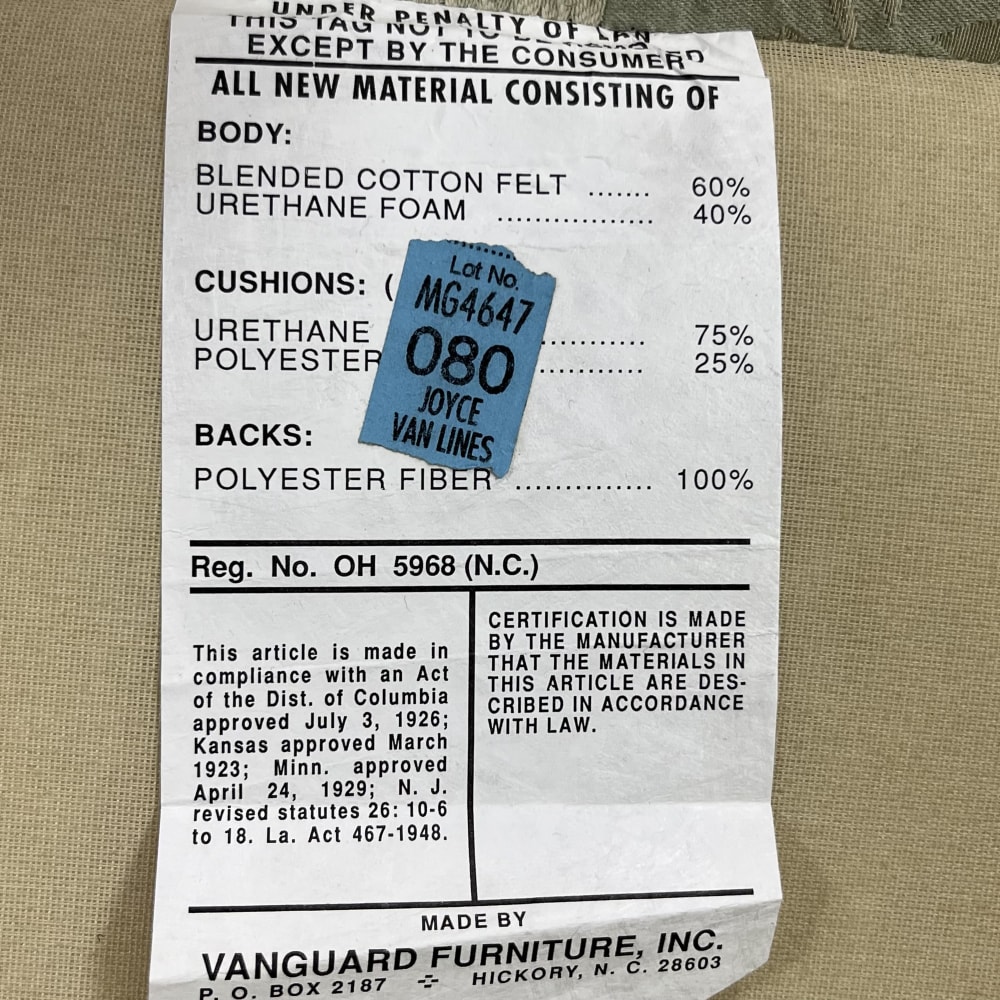 UNDER PENALTY OF LAW
THIS TAG NOT TO
EXCEPT BY THE CONSUMER
ALL NEW MATERIAL CONSISTING OF
BODY:
BLENDED COTTON FELT ....... 60%
URETHANE FOAM ................. 40%
CUSHIONS: (
URETHANE ............ 75%
POLYESTER ............ 25%
Lot No.
MG4647
080
JOYCE
VAN LINES
BACKS:
POLYESTER FIBER .............. 100%
Reg. No. OH 5968 (N.C.)
This article is made in
compliance with an Act
of the Dist. of Columbia
approved July 3, 1926;
Kansas approved March
1923; Minn. approved
April 24, 1929; N. J.
revised statutes 26: 10-6
to 18. La. Act 467-1948.
CERTIFICATION IS MADE
BY THE MANUFACTURER
THAT THE MATERIALS IN
THIS ARTICLE ARE DES-
CRIBED IN ACCORDANCE
WITH LAW.
MADE BY
VANGUARD FURNITURE, INC.
P. O. BOX 2187 HICKORY, N. C. 28603